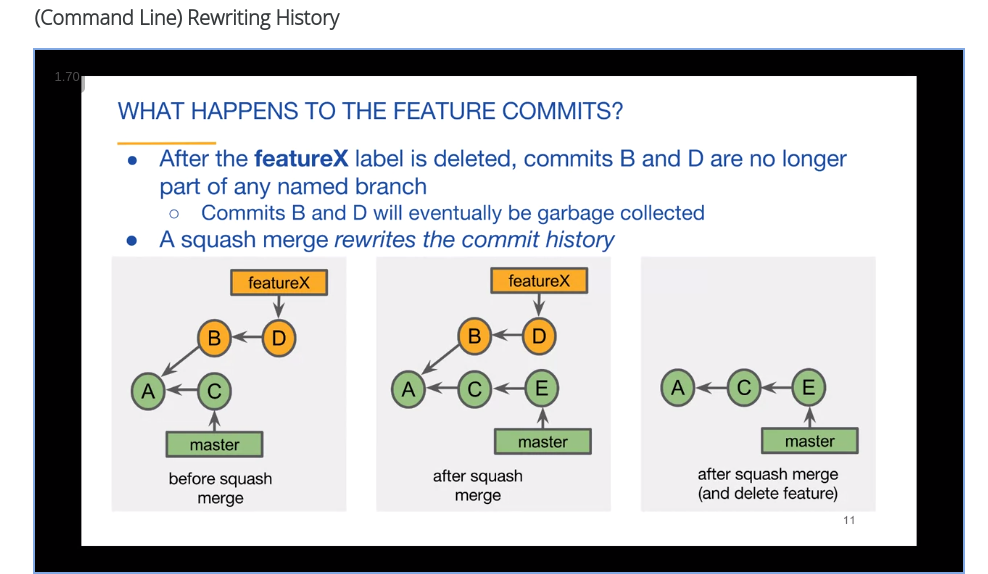 (Command Line) Rewriting History
1.70
WHAT HAPPENS TO THE FEATURE COMMITS?
● After the featureX label is deleted, commits B and D are no longer
part of any named branch
○ Commits B and D will eventually be garbage collected
● A squash merge rewrites the commit history
featureX
B
D
A
C
master
before squash
merge
featureX
B
D
A
C
E
master
after squash
merge
A
C
E
master
after squash merge
(and delete feature)
11